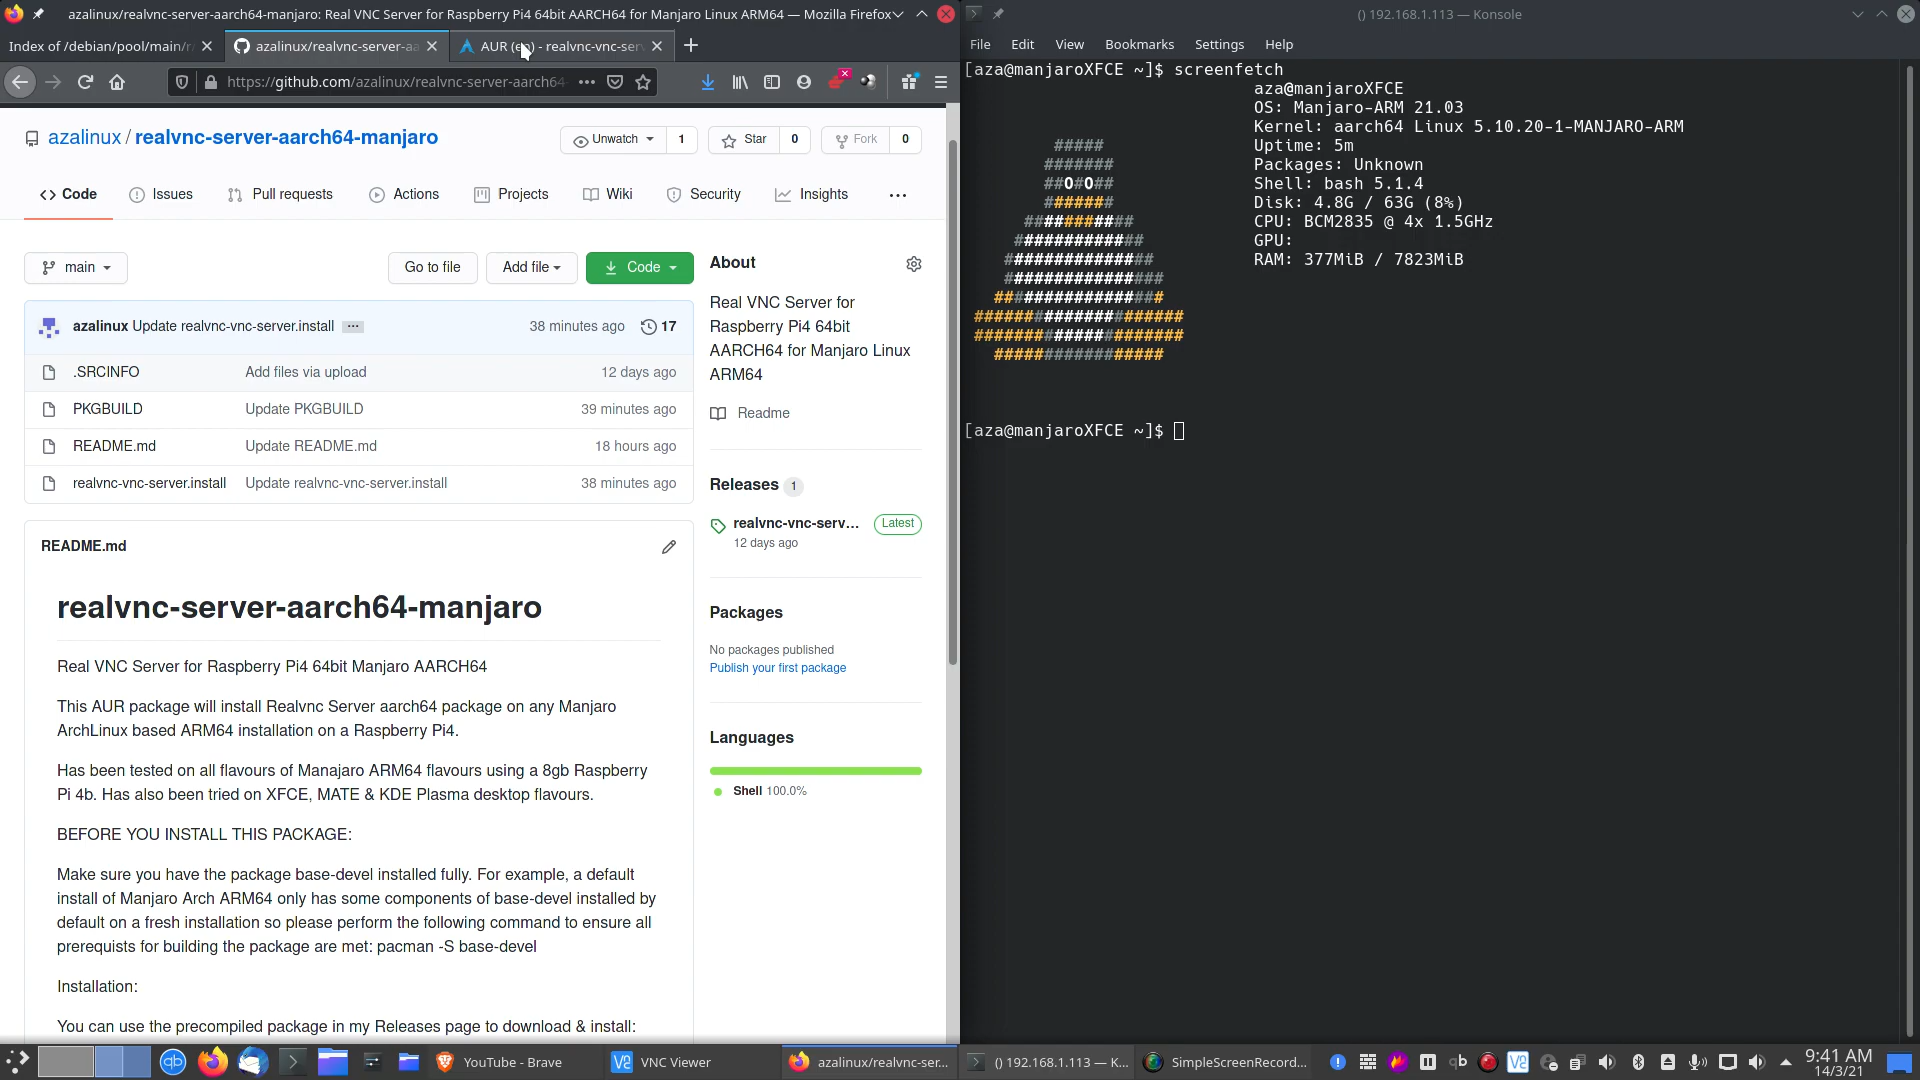 azalinux/realvnc-server-aarch64-manjaro: Real VNC Server for Raspberry Pi4 64bit AARCH64 for Manjaro Linux ARM64 — Mozilla Firefox
Index of /debian/pool/main/r
azalinux/realvnc-server-aa
AUR (en) - realvnc-vnc-ser
https://github.com/azalinux/realvnc-server-aarch64-
azalinux / realvnc-server-aarch64-manjaro
Unwatch 1
Star 0
Fork 0
Code
Issues
Pull requests
Actions
Projects
Wiki
Security
Insights
main
Go to file
Add file
Code
azalinux Update realvnc-vnc-server.install ... 38 minutes ago 17
.SRCINFO Add files via upload 12 days ago
PKGBUILD Update PKGBUILD 39 minutes ago
README.md Update README.md 18 hours ago
realvnc-vnc-server.install Update realvnc-vnc-server.install 38 minutes ago
README.md
realvnc-server-aarch64-manjaro
Real VNC Server for Raspberry Pi4 64bit Manjaro AARCH64
This AUR package will install Realvnc Server aarch64 package on any Manjaro
ArchLinux based ARM64 installation on a Raspberry Pi4.
Has been tested on all flavours of Manajaro ARM64 flavours using a 8gb Raspberry
Pi 4b. Has also been tried on XFCE, MATE & KDE Plasma desktop flavours.
BEFORE YOU INSTALL THIS PACKAGE:
Make sure you have the package base-devel installed fully. For example, a default
install of Manjaro Arch ARM64 only has some components of base-devel installed by
default on a fresh installation so please perform the following command to ensure all
prerequists for building the package are met: pacman -S base-devel
Installation:
You can use the precompiled package in my Releases page to download & install:
About
Real VNC Server for
Raspberry Pi4 64bit
AARCH64 for Manjaro Linux
ARM64
Readme
Releases 1
realvnc-vnc-serv... Latest
12 days ago
Packages
No packages published
Publish your first package
Languages
Shell 100.0%
() 192.168.1.113 — Konsole
File Edit View Bookmarks Settings Help
[aza@manjaroXFCE ~]$ screenfetch
aza@manjaroXFCE
OS: Manjaro-ARM 21.03
Kernel: aarch64 Linux 5.10.20-1-MANJARO-ARM
##### Uptime: 5m
####### Packages: Unknown
##O#O## Shell: bash 5.1.4
####### Disk: 4.8G / 63G (8%)
########### CPU: BCM2835 @ 4x 1.5GHz
############# GPU:
############### RAM: 377MiB / 7823MiB
################
#################
#####################
#####################
#################
[aza@manjaroXFCE ~]$
qb
YouTube - Brave
V2 VNC Viewer
azalinux/realvnc-ser...
() 192.168.1.113 — K...
SimpleScreenRecord...
qb
V2
9:41 AM
14/3/21